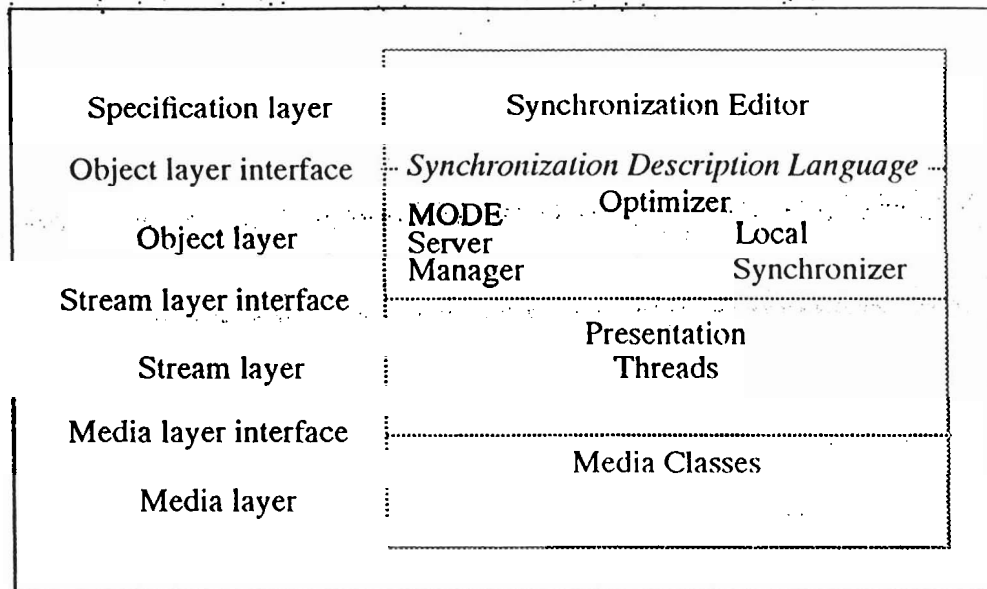 Specification layer
Synchronization Editor
Object layer interface
Synchronization Description Language
Optimizer
MODE
Server
Manager
Object layer
Local
Synchronizer
Stream layer interface
Presentation
Threads
Stream layer
Media layer interface
Media Classes
Media layer